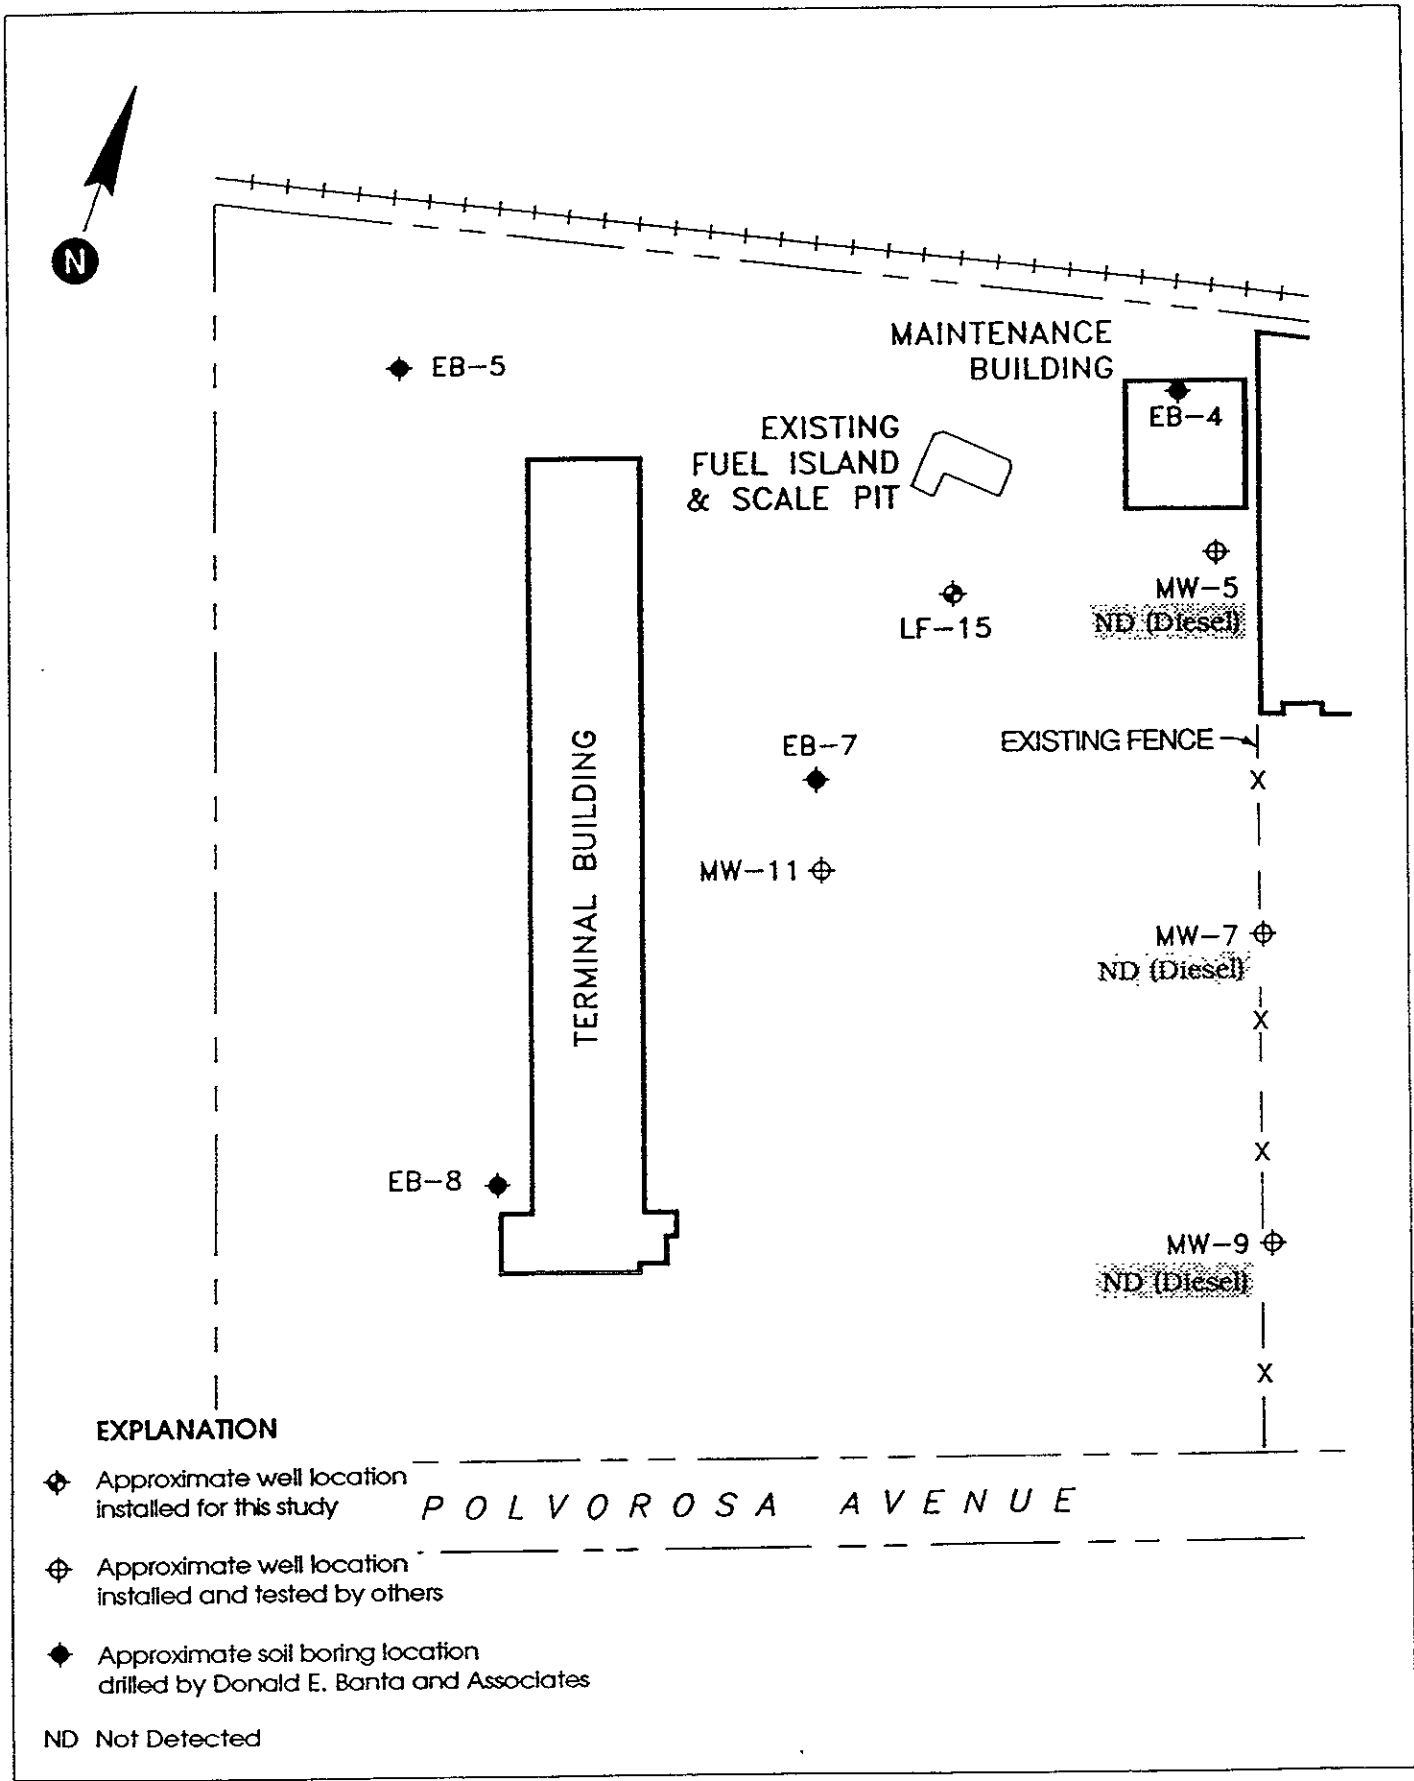 N
MAINTENANCE
BUILDING
EB-5
EB-4
EXISTING
FUEL ISLAND
& SCALE PIT
MW-5
ND (Diesel)
LF-15
EXISTING FENCE
EB-7
X
TERMINAL BUILDING
MW-11
MW-7
ND (Diesel)
X
X
EB-8
MW-9
ND (Diesel)
X
EXPLANATION
Approximate well location
installed for this study
POLVOROSA AVENUE
Approximate well location
installed and tested by others
Approximate soil boring location
drilled by Donald E. Banta and Associates
ND Not Detected